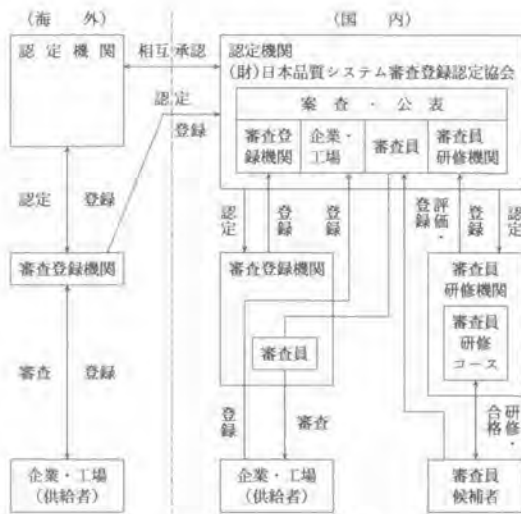 （海　外）
（国　内）
認定機関
相互承認
認定機関
(財)日本品質システム審査登録認定協会
認定
登録
案査・公表
審査登
録機関
企業・
工場
審査員
審査員
研修機関
認定
登録
認定
登録
登録
評価・
登録
登録
認定
審査登録機関
審査登録機関
審査員
研修機関
審査員
審査員
研修
コース
審査
登録
登録
審査
研修・
合格
企業・工場
(供給者)
企業・工場
(供給者)
審査員
候補者